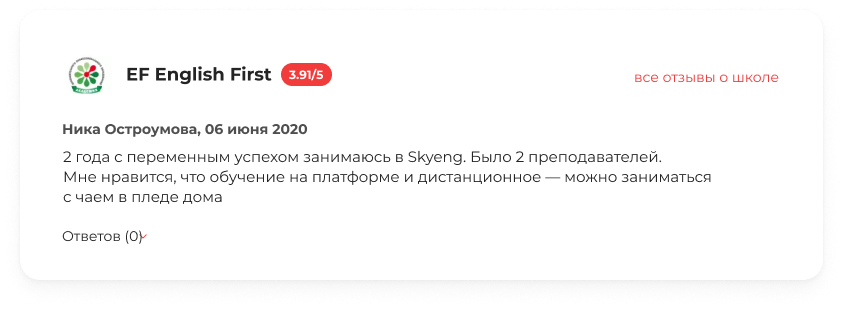 EF English First 3.91/5
все отзывы о школе
Ника Остроумова, 06 июня 2020
2 года с переменным успехом занимаюсь в Skyeng. Было 2 преподавателей.
Мне нравится, что обучение на платформе и дистанционное — можно заниматься
с чаем в пледе дома
Ответов (0)